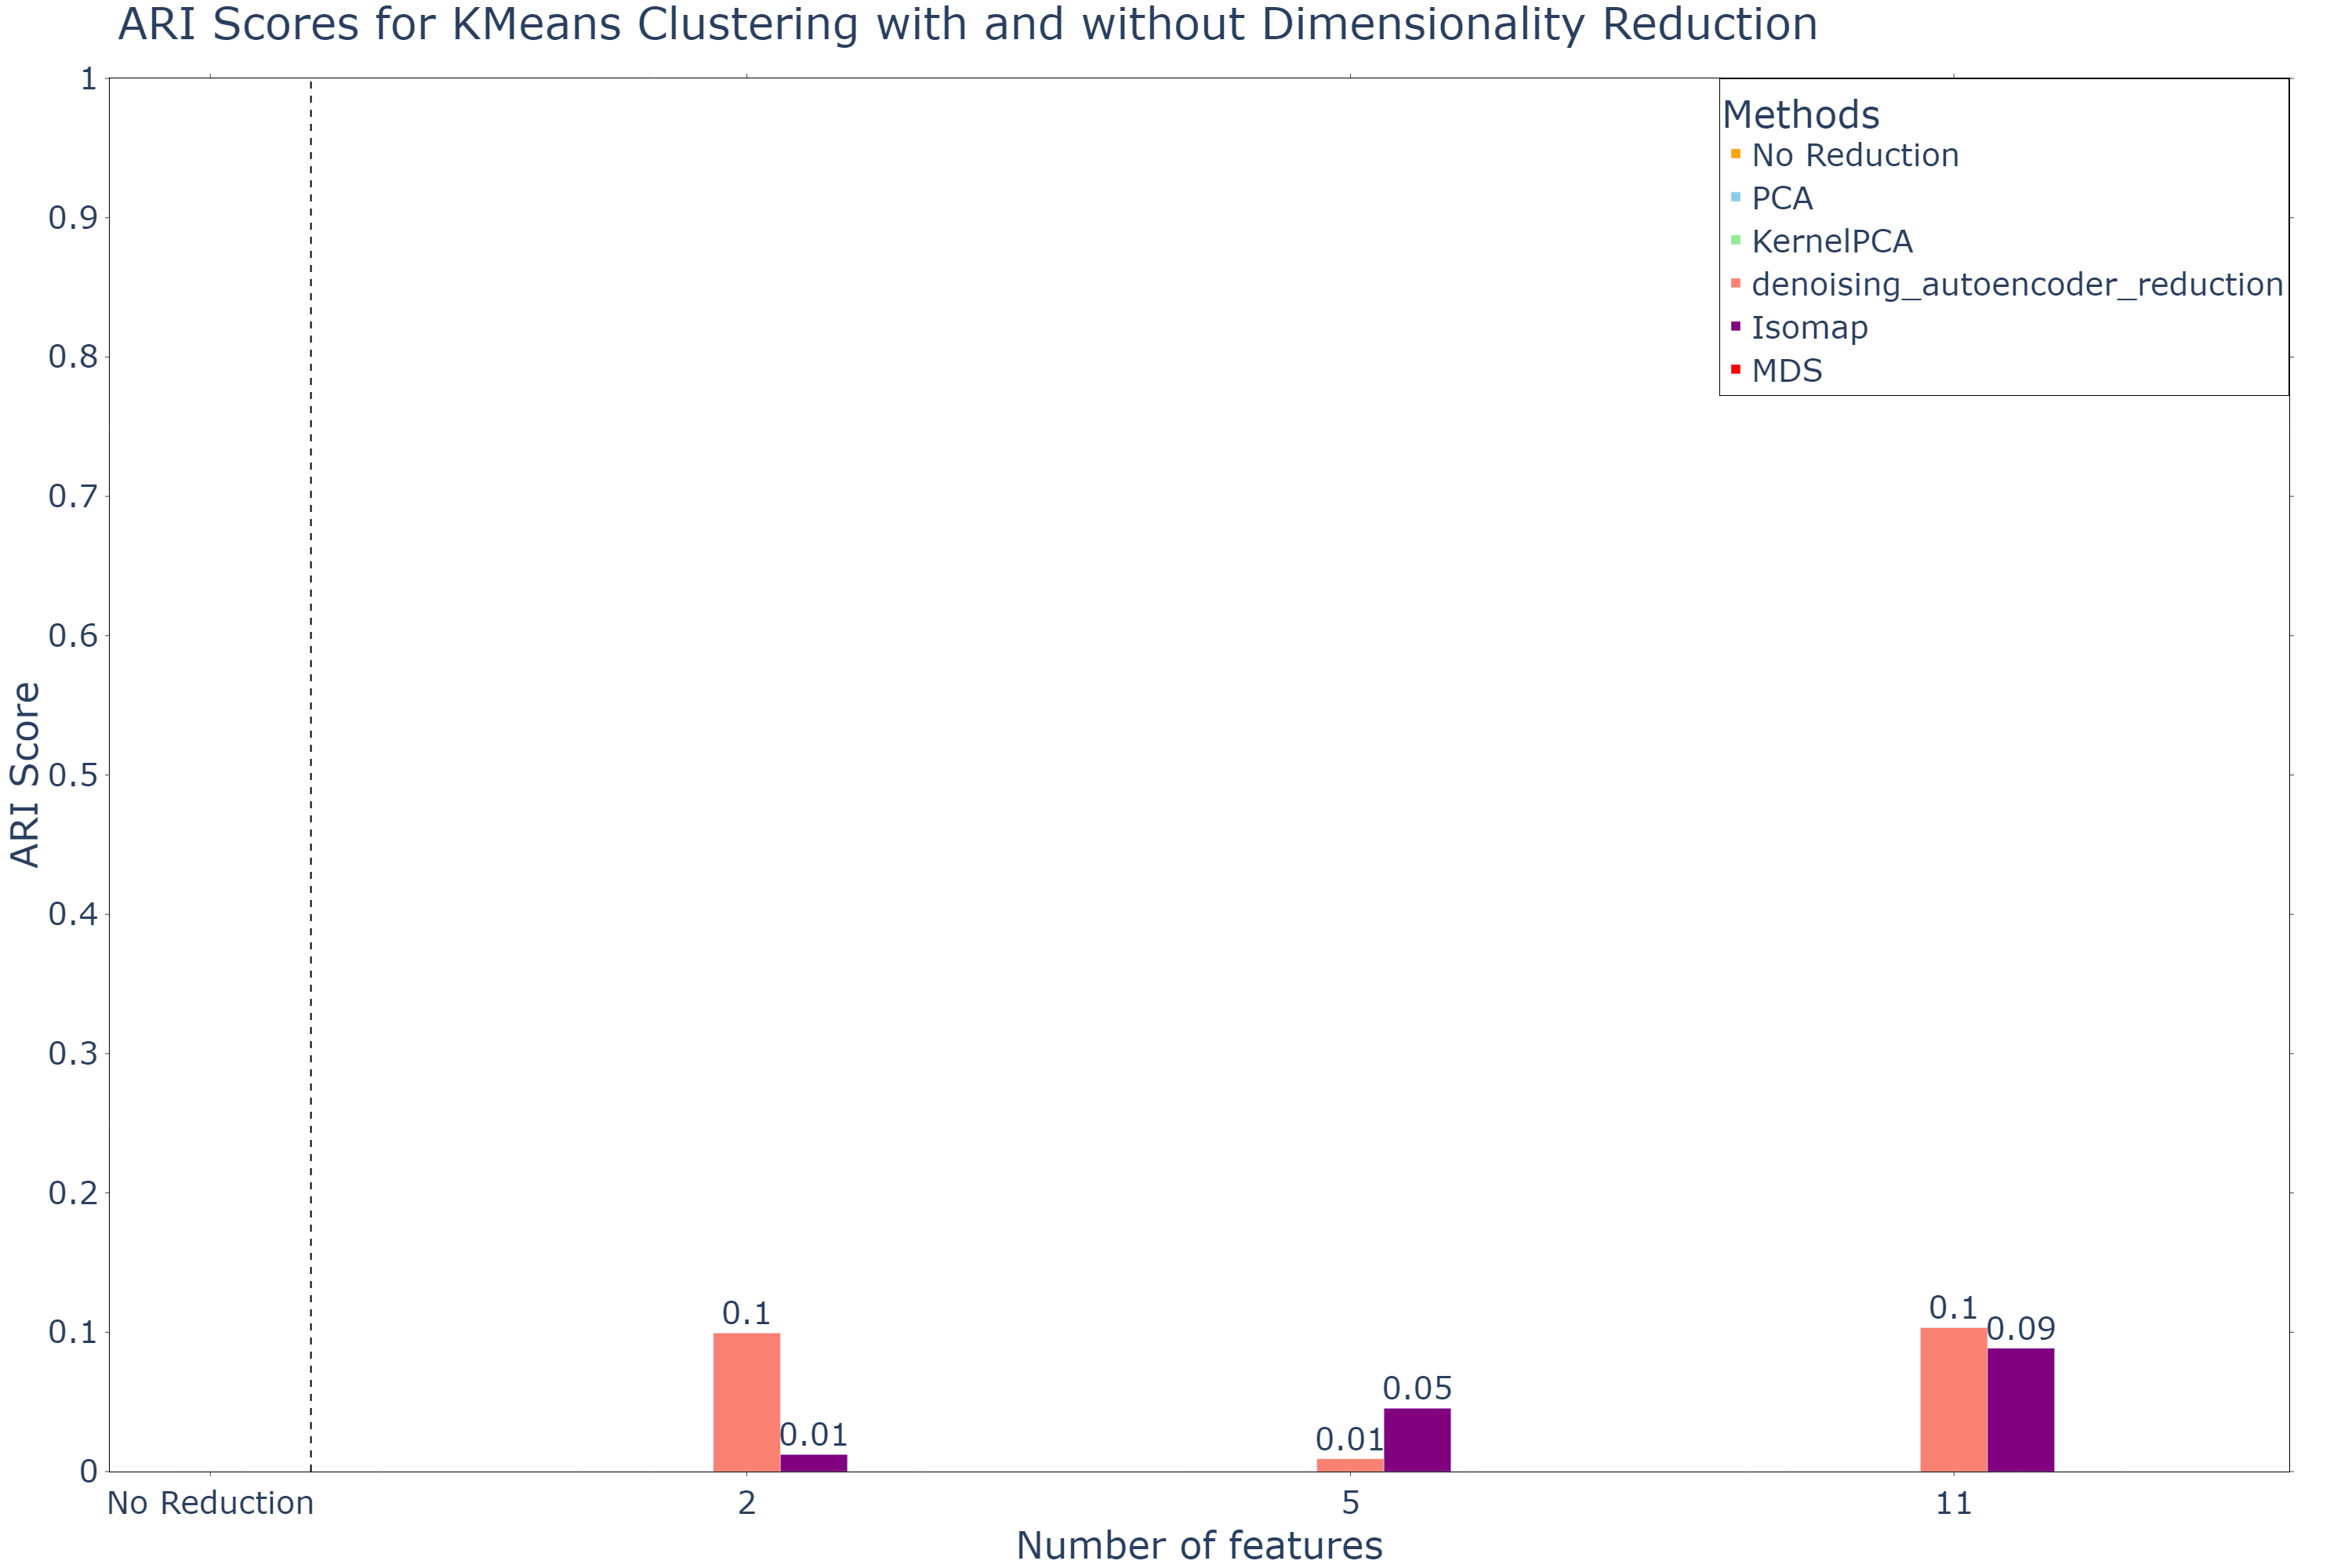 ARI Scores for KMeans Clustering with and without Dimensionality Reduction
Methods
No Reduction
PCA
KernelPCA
denoising_autoencoder_reduction
Isomap
MDS
ARI Score
1
0.9
0.8
0.7
0.6
0.5
0.4
0.3
0.2
0.1
0
0.1
0.01
0.01
0.05
0.1
0.09
No Reduction
2
5
11
Number of features